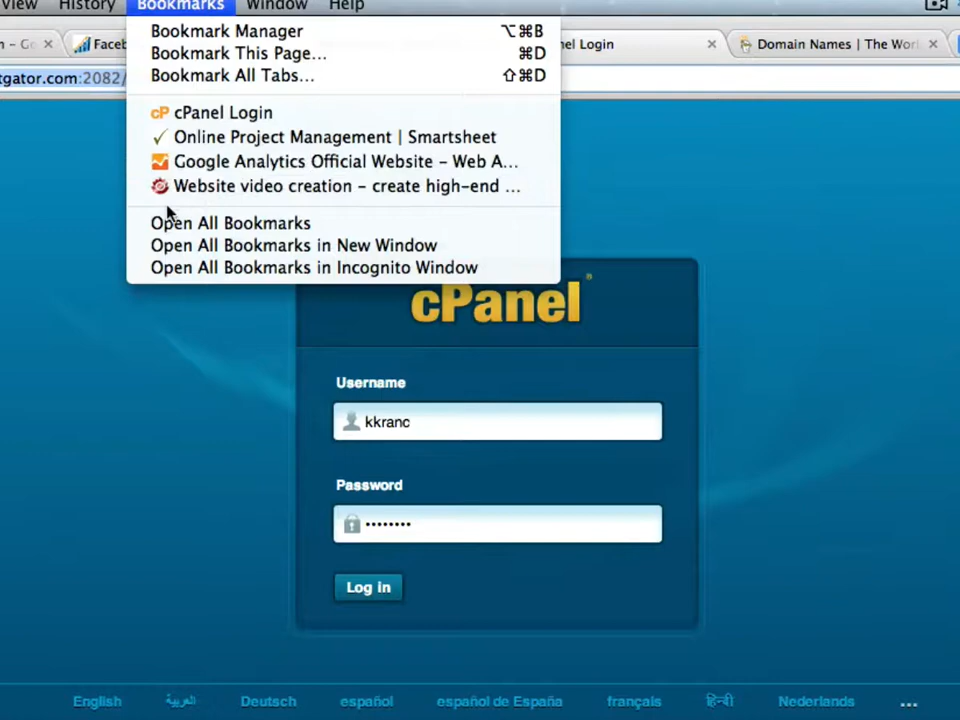 View History Bookmarks Window Help
Bookmark Manager ⌥⌘B
Bookmark This Page... ⌘D
Bookmark All Tabs... ⇧⌘D
Domain Names | The Worl
Login
tgator.com:2082/
cP cPanel Login
Online Project Management | Smartsheet
Google Analytics Official Website – Web A...
Website video creation – create high-end ...
Open All Bookmarks
Open All Bookmarks in New Window
Open All Bookmarks in Incognito Window
cPanel®
Username
kkranc
Password
••••••••
Log in
English العربية Deutsch español español de España français हिन्दी Nederlands ...